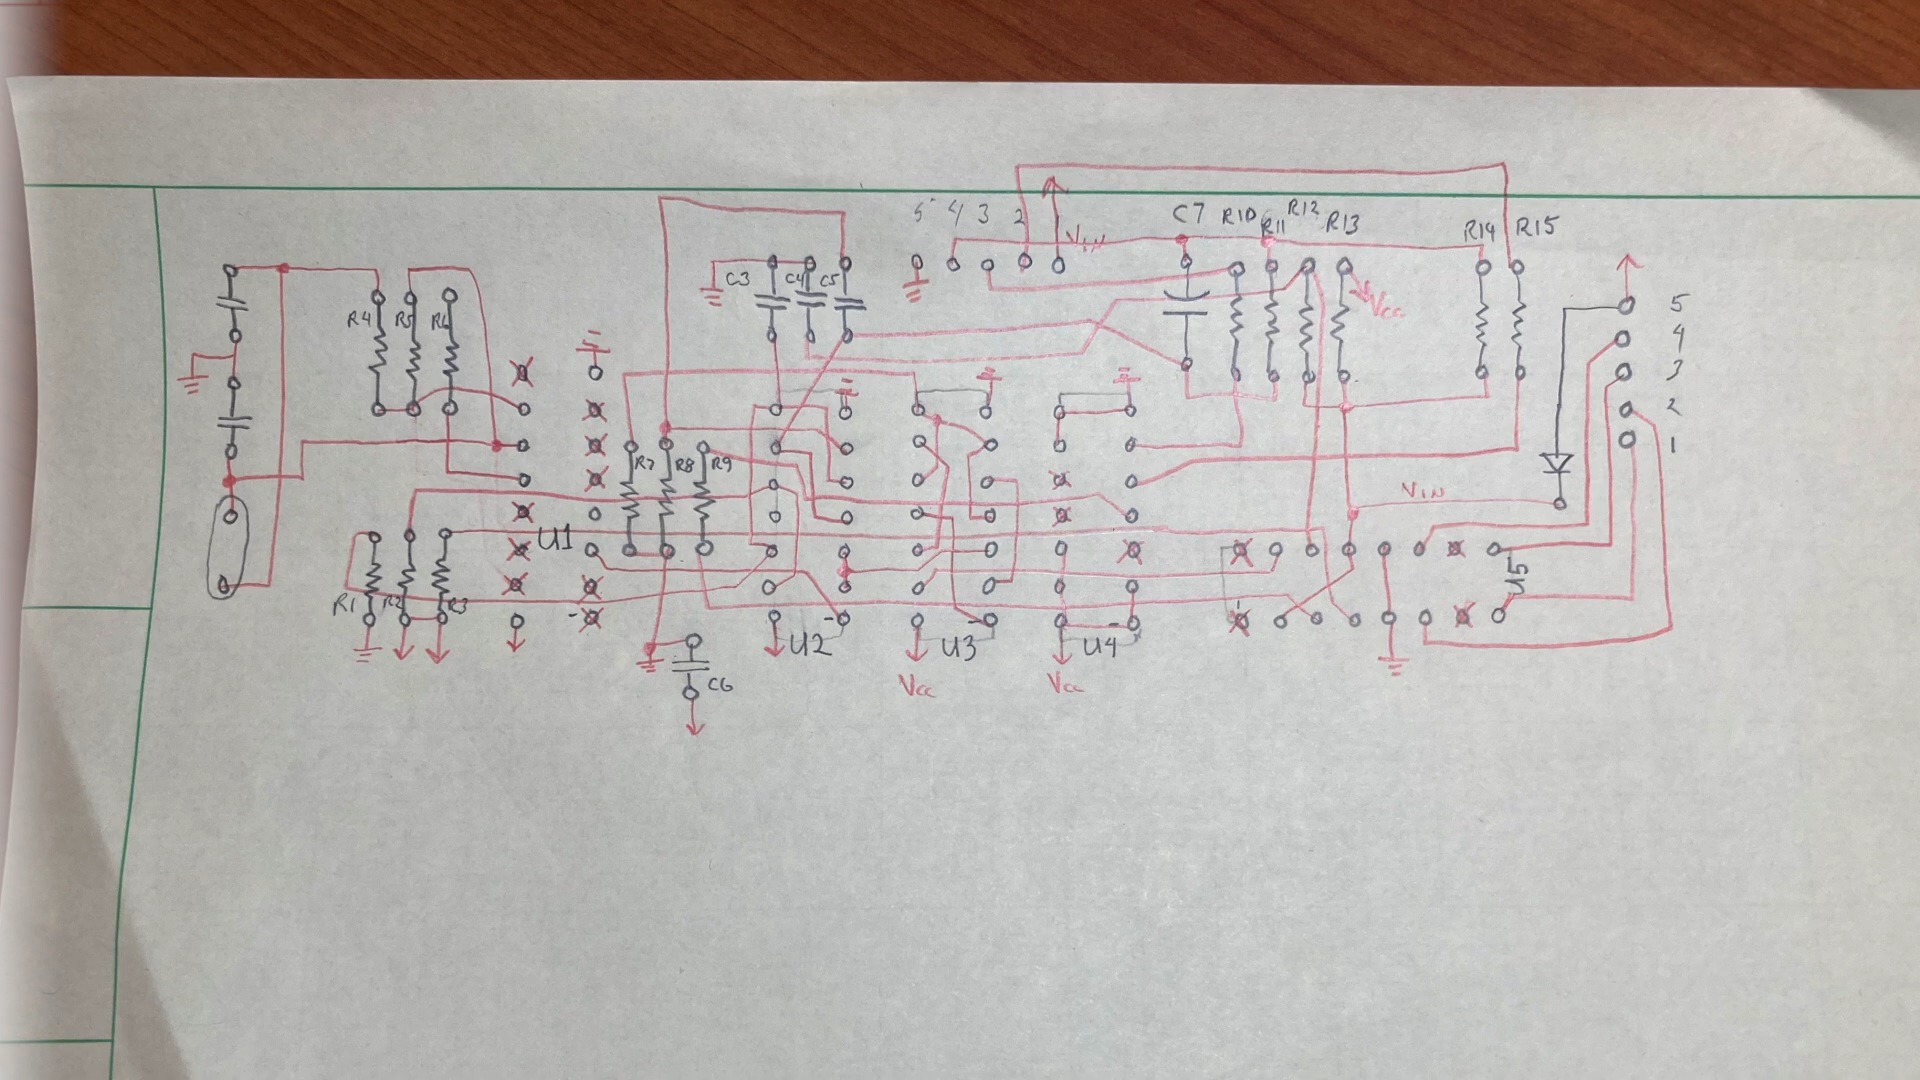 5 4 3 2
VIN
C7 R10 R11 R12 R13
R14 R15
C3 C4 C5
R4 R5 R6
Vcc
5
4
3
2
1
R7 R8 R9
VIN
U1
U5
R1 R2 R3
U2 U3 U4
C6
Vcc Vcc